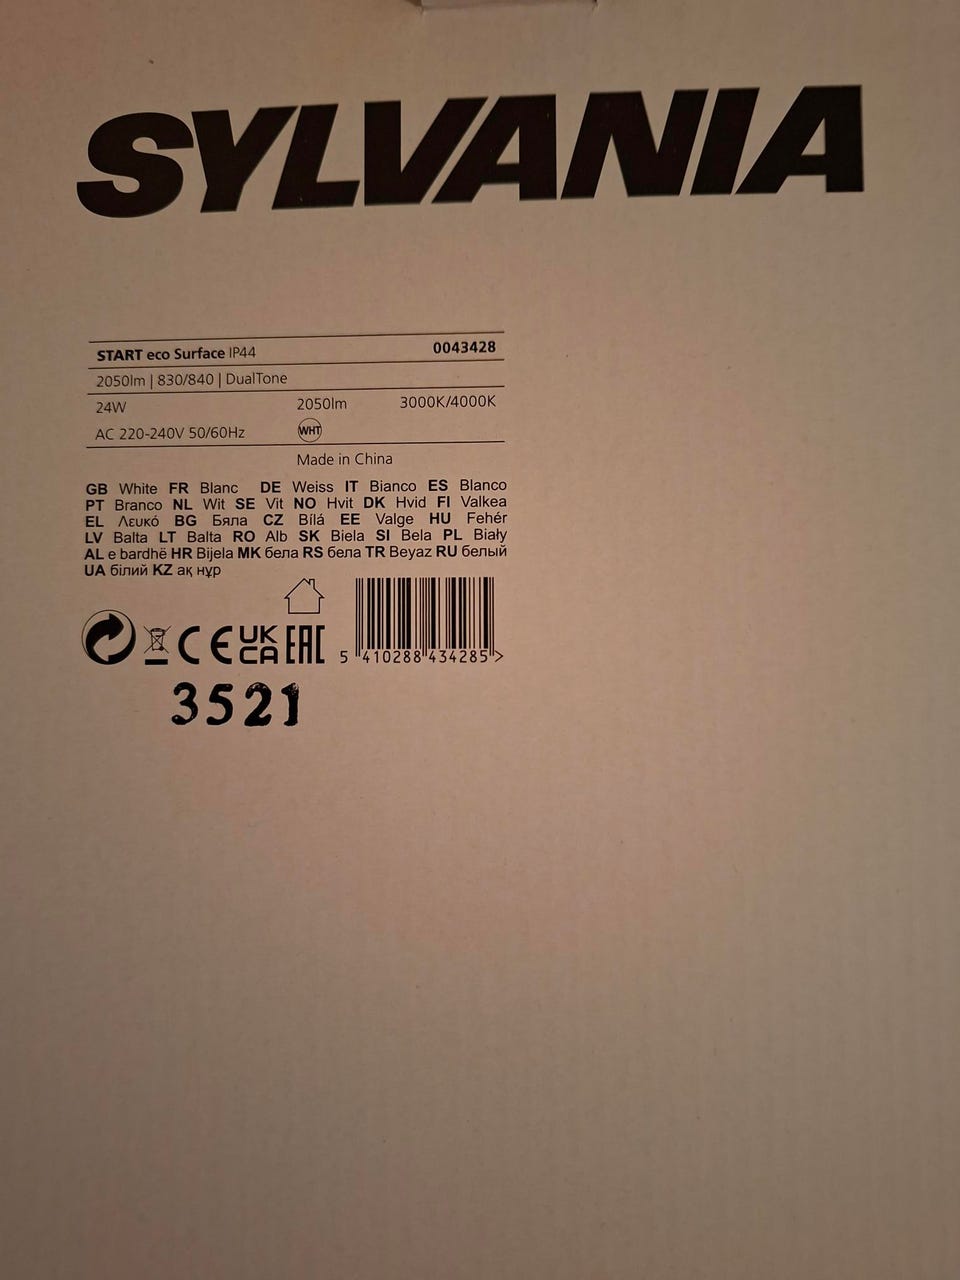 SYLVANIA
START eco Surface IP44 0043428
2050lm | 830/840 | DualTone
24W 2050lm 3000K/4000K
AC 220-240V 50/60Hz WHT
Made in China
GB White FR Blanc DE Weiss IT Bianco ES Blanco
PT Branco NL Wit SE Vit NO Hvit DK Hvid FI Valkea
EL Λευκό BG Бяла CZ Bílá EE Valge HU Fehér
LV Balta LT Balta RO Alb SK Biela SI Bela PL Biały
AL e bardhë HR Bijela MK бела RS бела TR Beyaz RU белый
UA білий KZ ақ нұр
CE UK CA EAC 5 410288 434285 >
3521